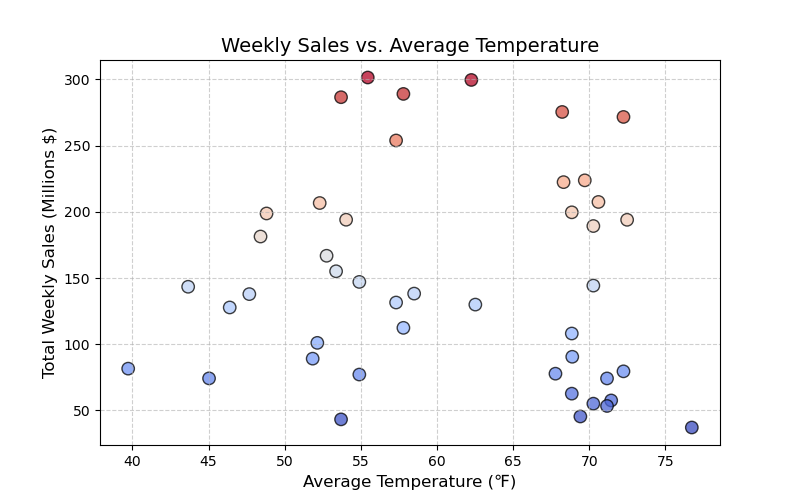 Weekly Sales vs. Average Temperature
Total Weekly Sales (Millions $)
300
250
200
150
100
50
40 45 50 55 60 65 70 75
Average Temperature (°F)